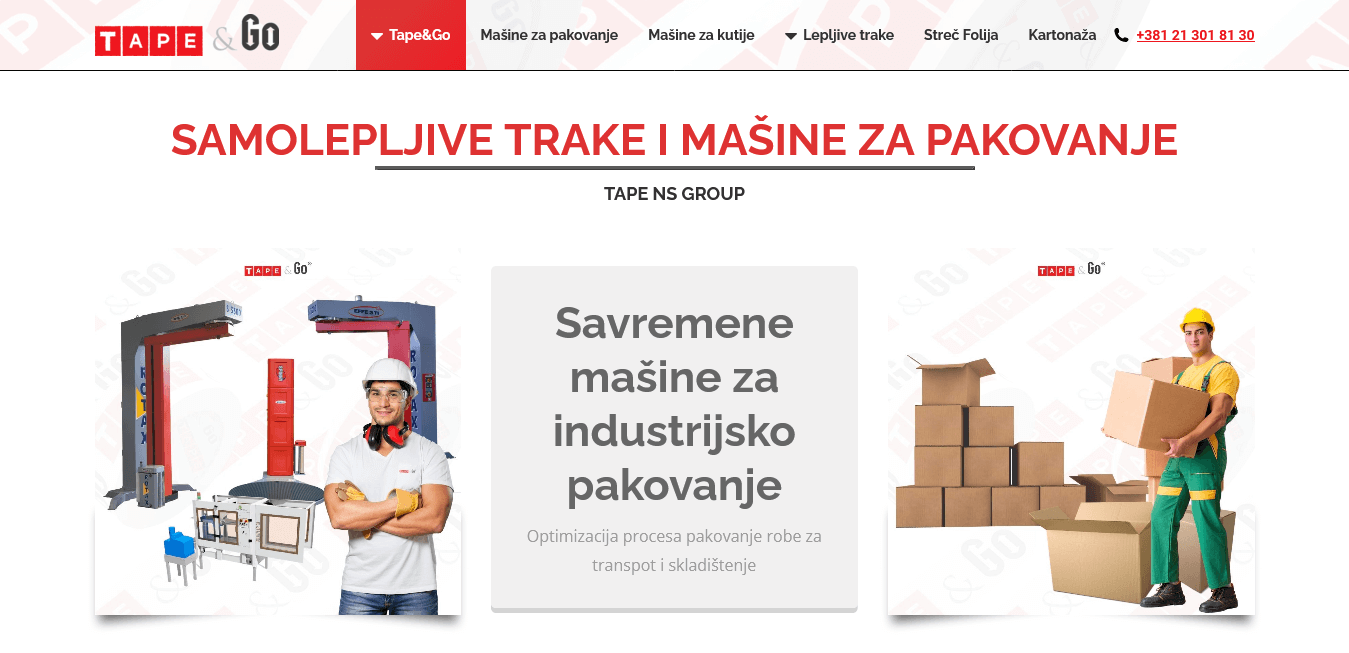 TAPE & Go
Tape&Go
Mašine za pakovanje
Mašine za kutije
Lepljive trake
Streč Folija
Kartonaža
+381 21 301 81 30
SAMOLEPLJIVE TRAKE I MAŠINE ZA PAKOVANJE
TAPE NS GROUP
TAPE & Go
ROTAX
ROTAX
Savremene
mašine za
industrijsko
pakovanje
Optimizacija procesa pakovanje robe za
transpot i skladištenje
TAPE & Go